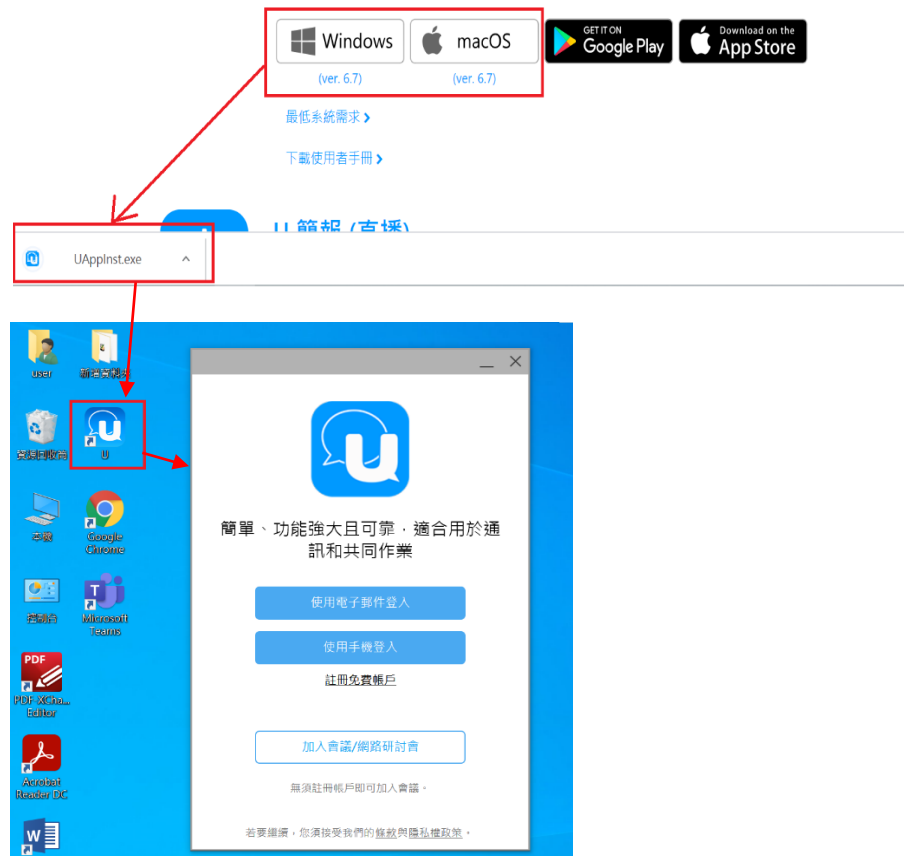 Windows
macOS
GET IT ON
Google Play
Download on the
App Store
(ver. 6.7)
(ver. 6.7)
最低系統需求 >
下載使用者手冊 >
U 簡報 (直播)
UAppInst.exe
user
新增資料夾
資源回收筒
U
本機
Google
Chrome
控制台
Microsoft
Teams
PDF
PDF XCha...
Editor
Acrobat
Reader DC
簡單、功能強大且可靠，適合用於通
訊和共同作業
使用電子郵件登入
使用手機登入
註冊免費帳戶
加入會議/網路研討會
無須註冊帳戶即可加入會議。
若要繼續，您須接受我們的條款與隱私權政策。